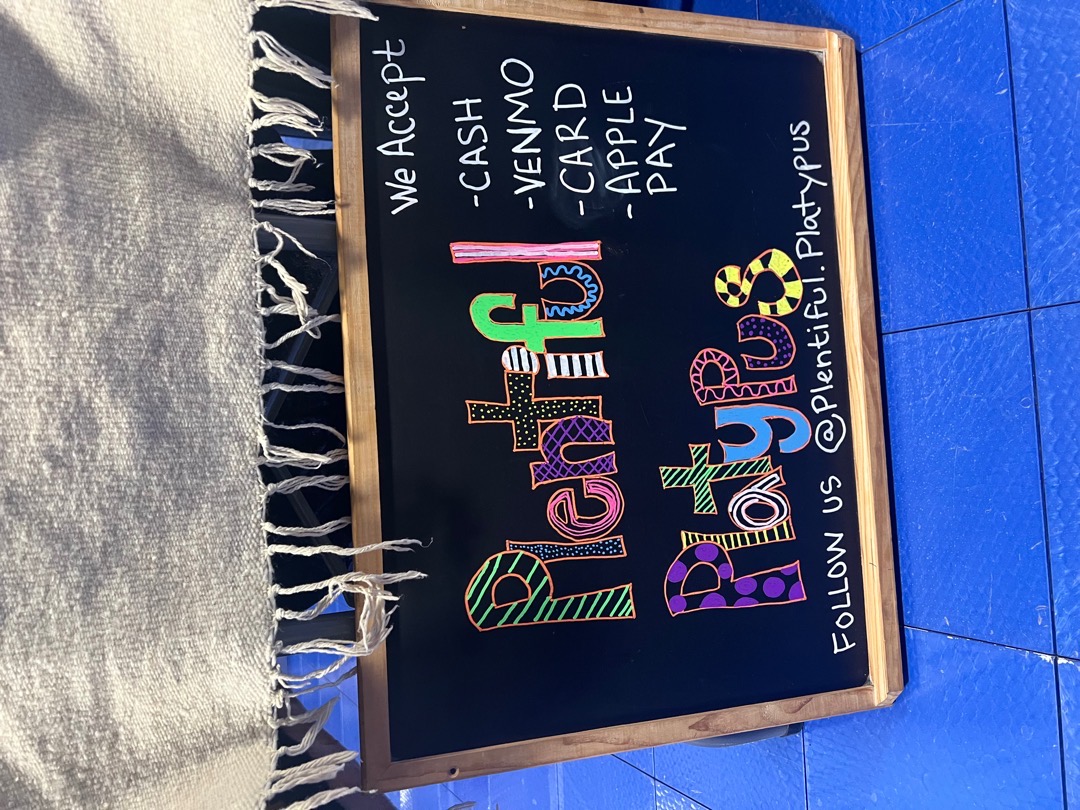 We Accept
- CASH
- VENMO
- CARD
- APPLE
PAY
Plentiful
Platypus
FOLLOW US @Plentiful.Platypus